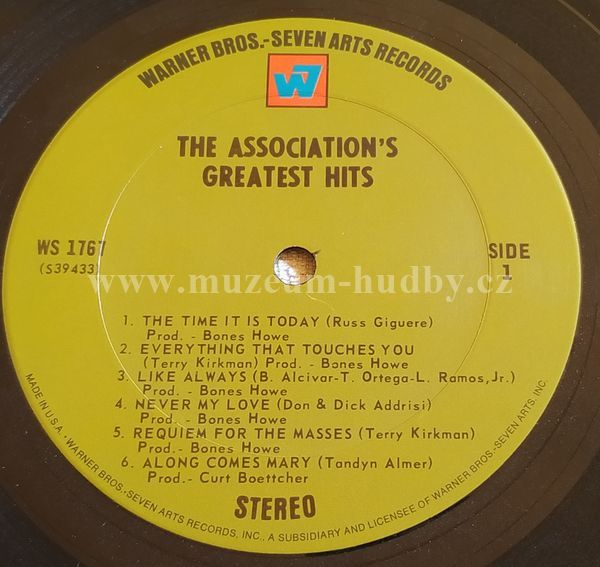 WARNER BROS.-SEVEN ARTS RECORDS
W7
THE ASSOCIATION'S
GREATEST HITS
WS 1767
(S39433)
SIDE
1
www.muzeum-hudby.cz
1. THE TIME IT IS TODAY (Russ Giguere)
Prod. - Bones Howe
2. EVERYTHING THAT TOUCHES YOU
(Terry Kirkman) Prod. - Bones Howe
3. LIKE ALWAYS (B. Alcivar-T. Ortega-L. Ramos, Jr.)
Prod. - Bones Howe
4. NEVER MY LOVE (Don & Dick Addrisi)
Prod. - Bones Howe
5. REQUIEM FOR THE MASSES (Terry Kirkman)
Prod. - Bones Howe
6. ALONG COMES MARY (Tandyn Almer)
Prod.- Curt Boettcher
STEREO
MADE IN U.S.A. • WARNER BROS.-SEVEN ARTS RECORDS, INC., A SUBSIDIARY AND LICENSEE OF WARNER BROS.-SEVEN ARTS, INC.